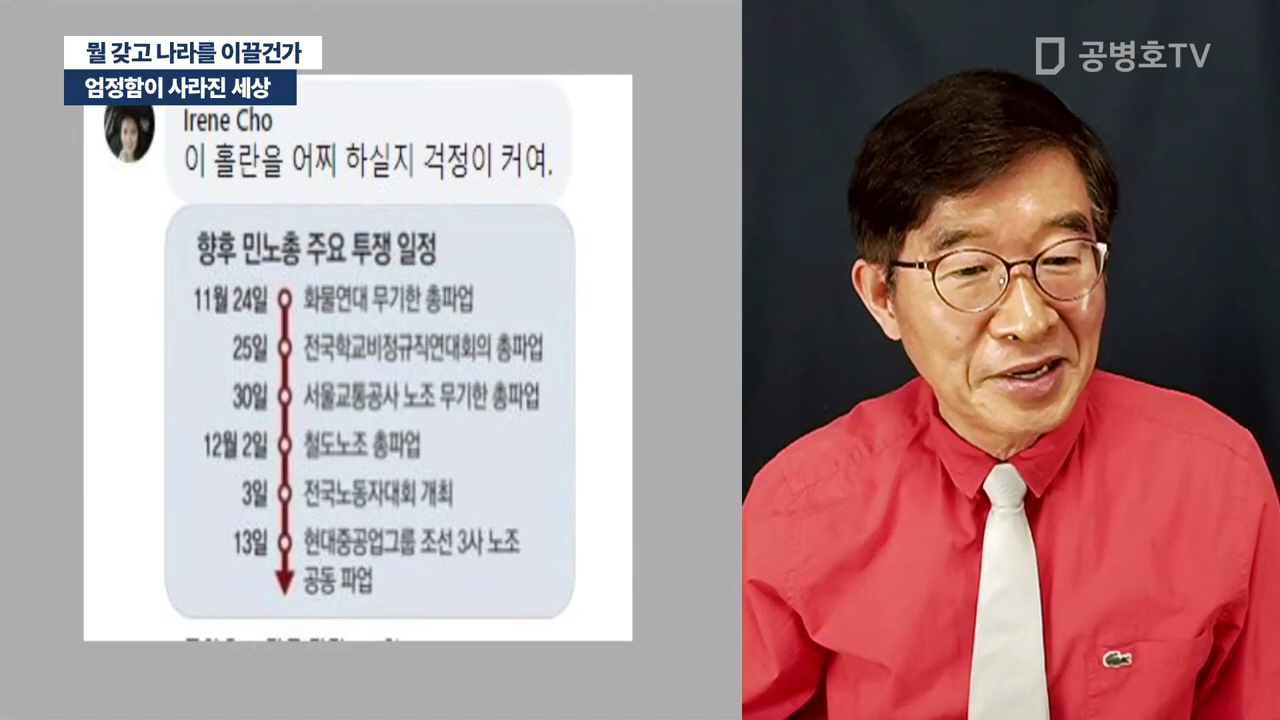 뭘 갖고 나라를 이끌건가
엄정함이 사라진 세상
공병호TV
Irene Cho
이 홀란을 어찌 하실지 걱정이 커여.
향후 민노총 주요 투쟁 일정
11월 24일 화물연대 무기한 총파업
25일 전국학교비정규직연대회의 총파업
30일 서울교통공사 노조 무기한 총파업
12월 2일 철도노조 총파업
3일 전국노동자대회 개최
13일 현대중공업그룹 조선 3사 노조
공동 파업